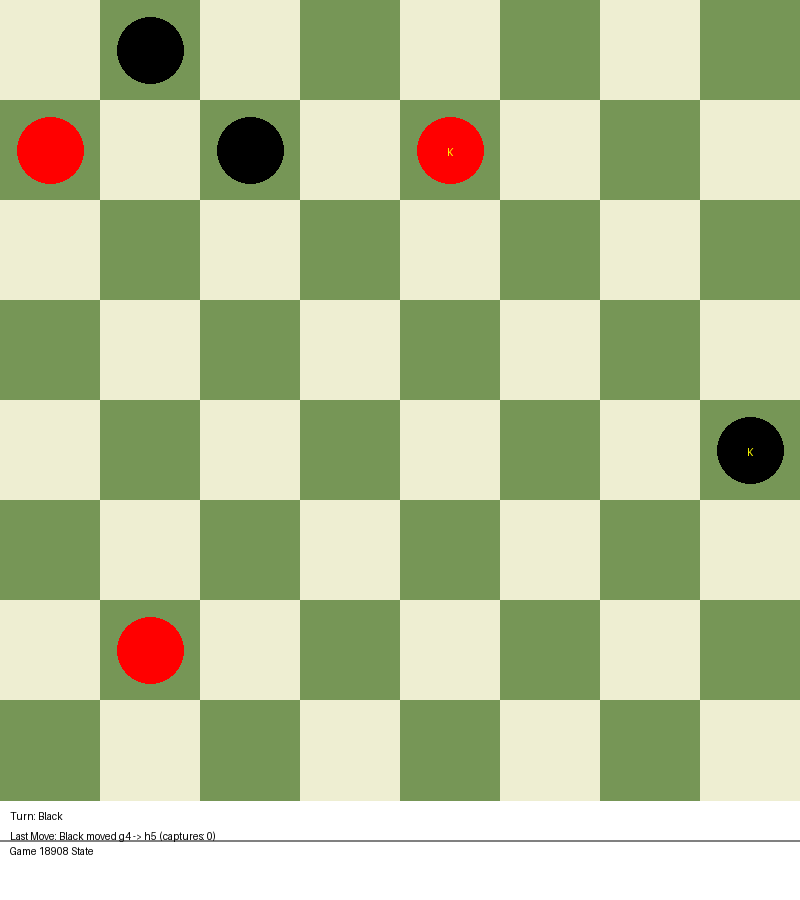 K
K
Turn: Black
Last Move: Black moved g4 -> h5 (captures: 0)
Game 18908 State